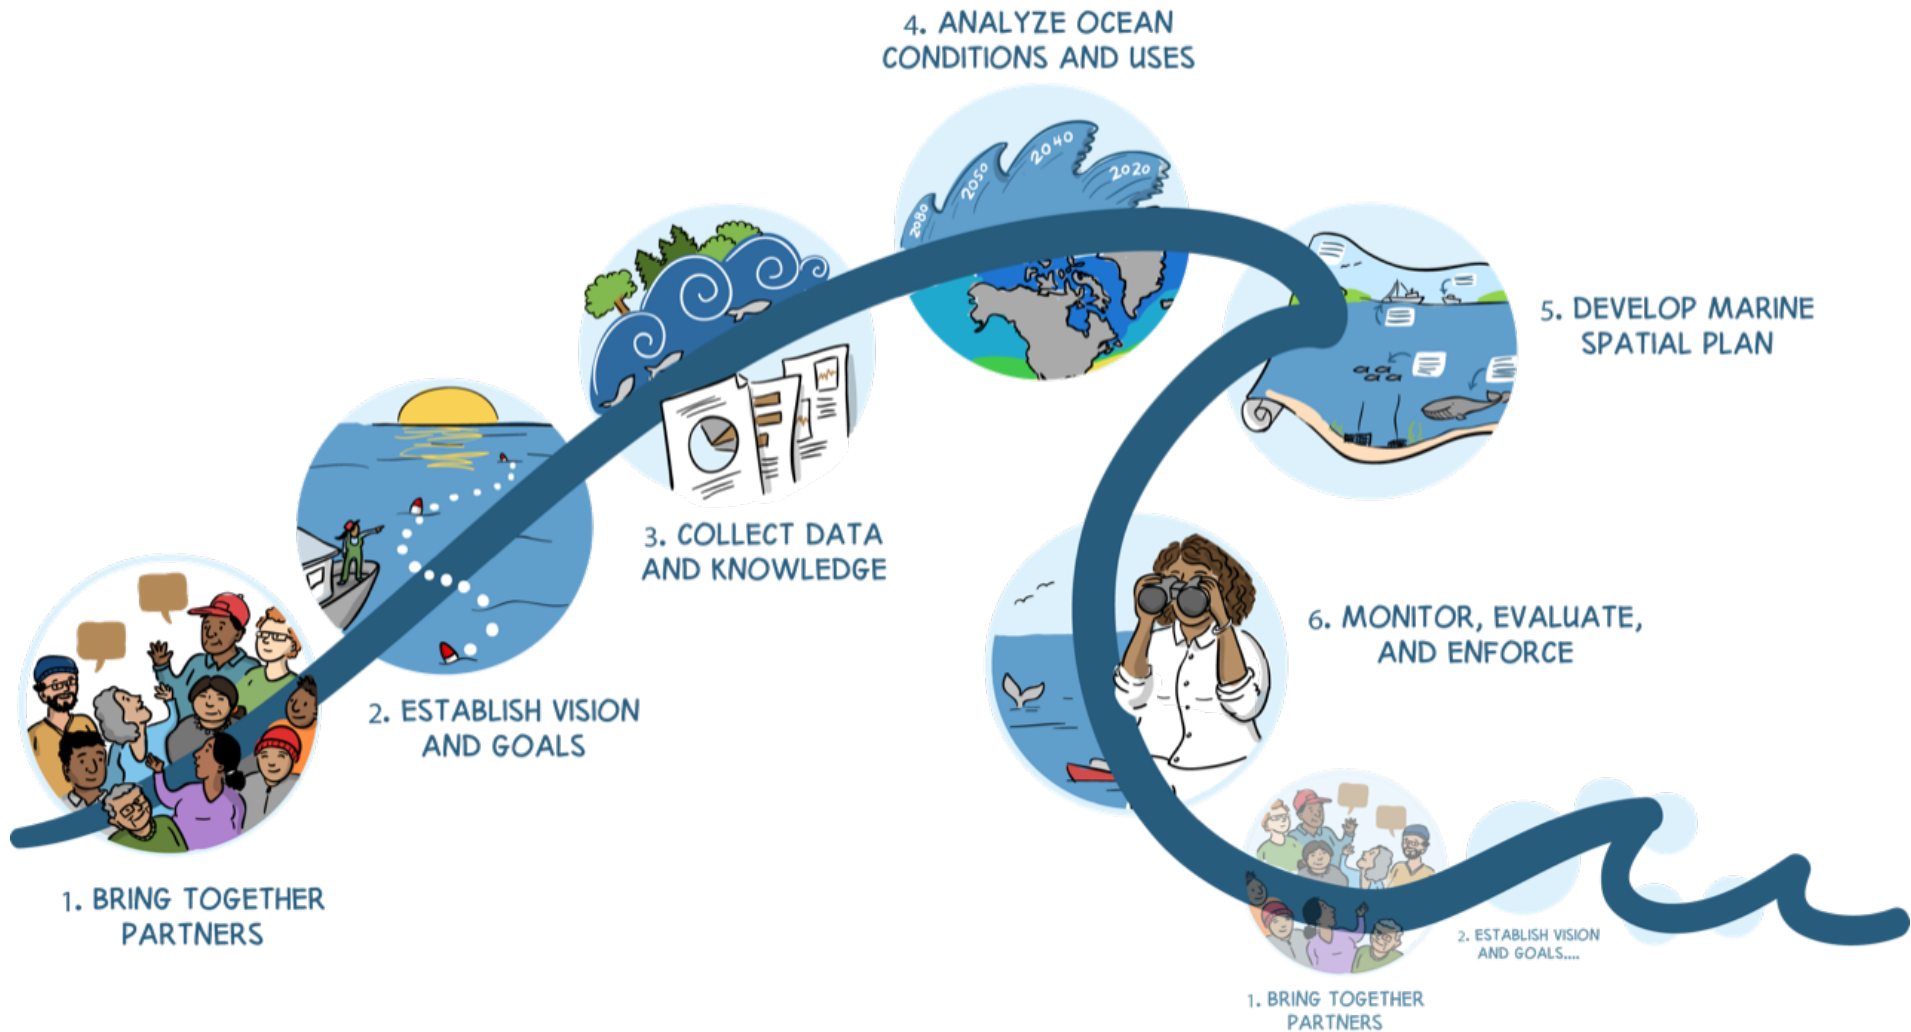 4. ANALYZE OCEAN
CONDITIONS AND USES
2080
2050
2040
2020
5. DEVELOP MARINE
SPATIAL PLAN
3. COLLECT DATA
AND KNOWLEDGE
6. MONITOR, EVALUATE,
AND ENFORCE
2. ESTABLISH VISION
AND GOALS
1. BRING TOGETHER
PARTNERS
2. ESTABLISH VISION
AND GOALS....
1. BRING TOGETHER
PARTNERS